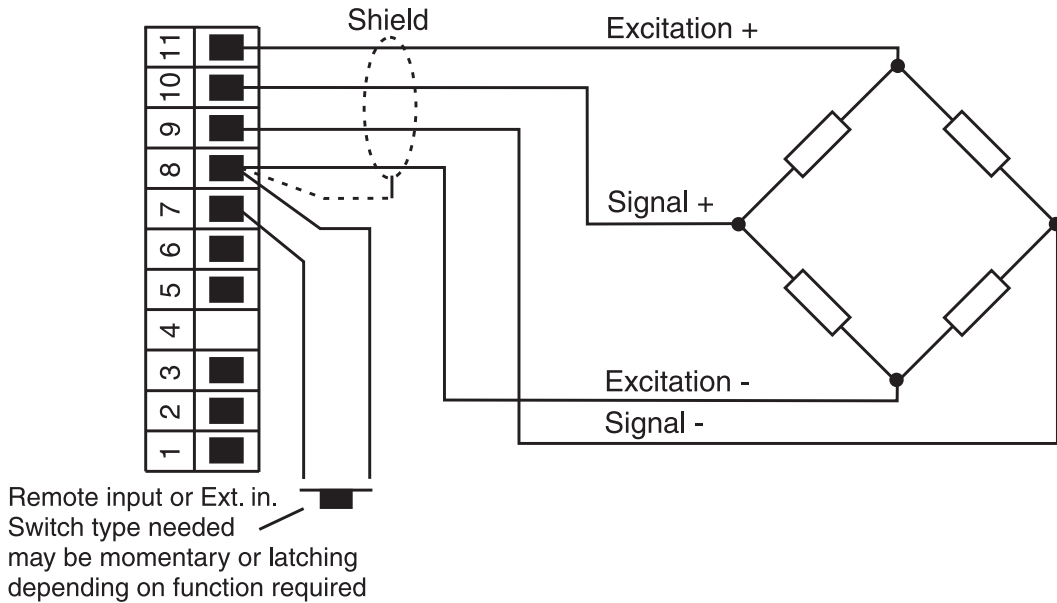 Shield
Excitation +
11
10
9
8
7
6
5
4
3
2
1
Signal +
Excitation -
Signal -
Remote input or Ext. in.
Switch type needed
may be momentary or latching
depending on function required